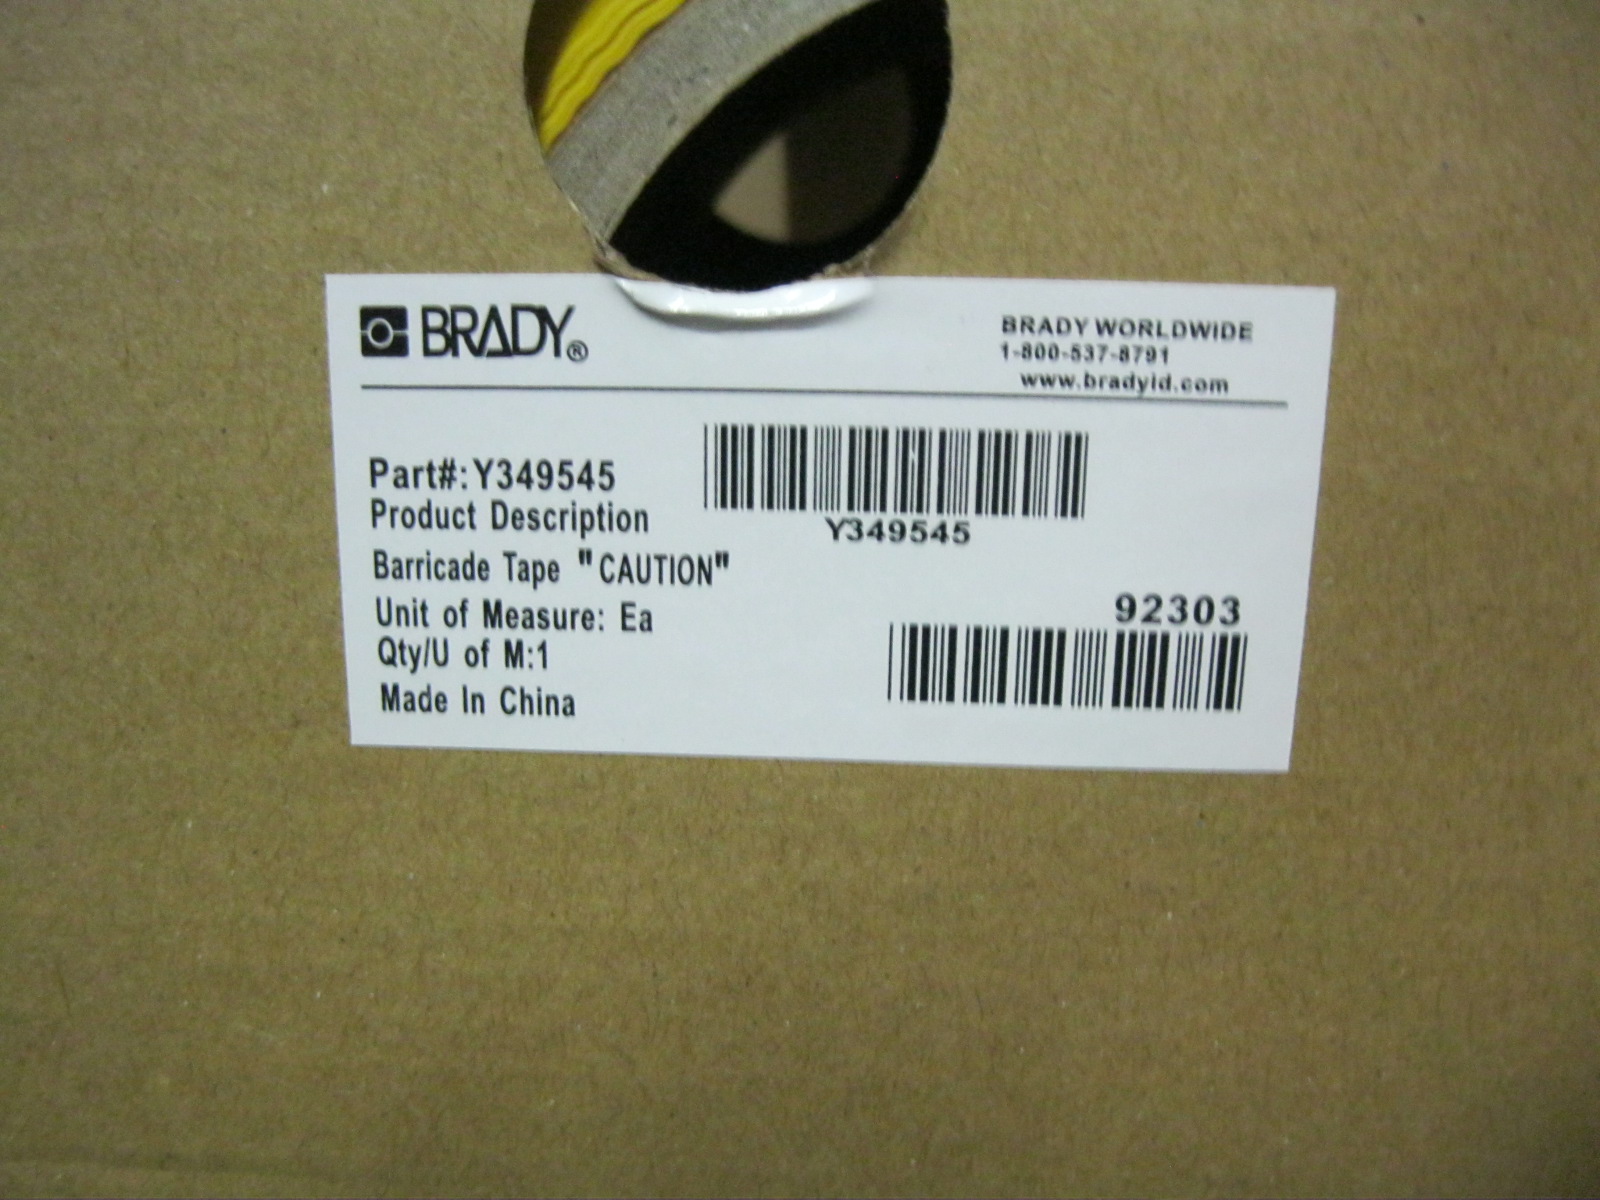 BRADY®
BRADY WORLDWIDE
1-800-537-8791
www.bradyid.com
Part#: Y349545
Y349545
Product Description
Barricade Tape "CAUTION"
Unit of Measure: Ea
Qty/U of M:1
Made In China
92303